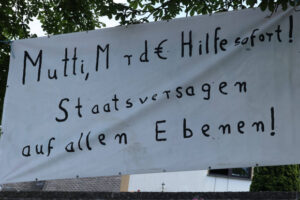 Mutti, M rd€ Hilfe sofort!
Staatsversagen
auf allen Ebenen!